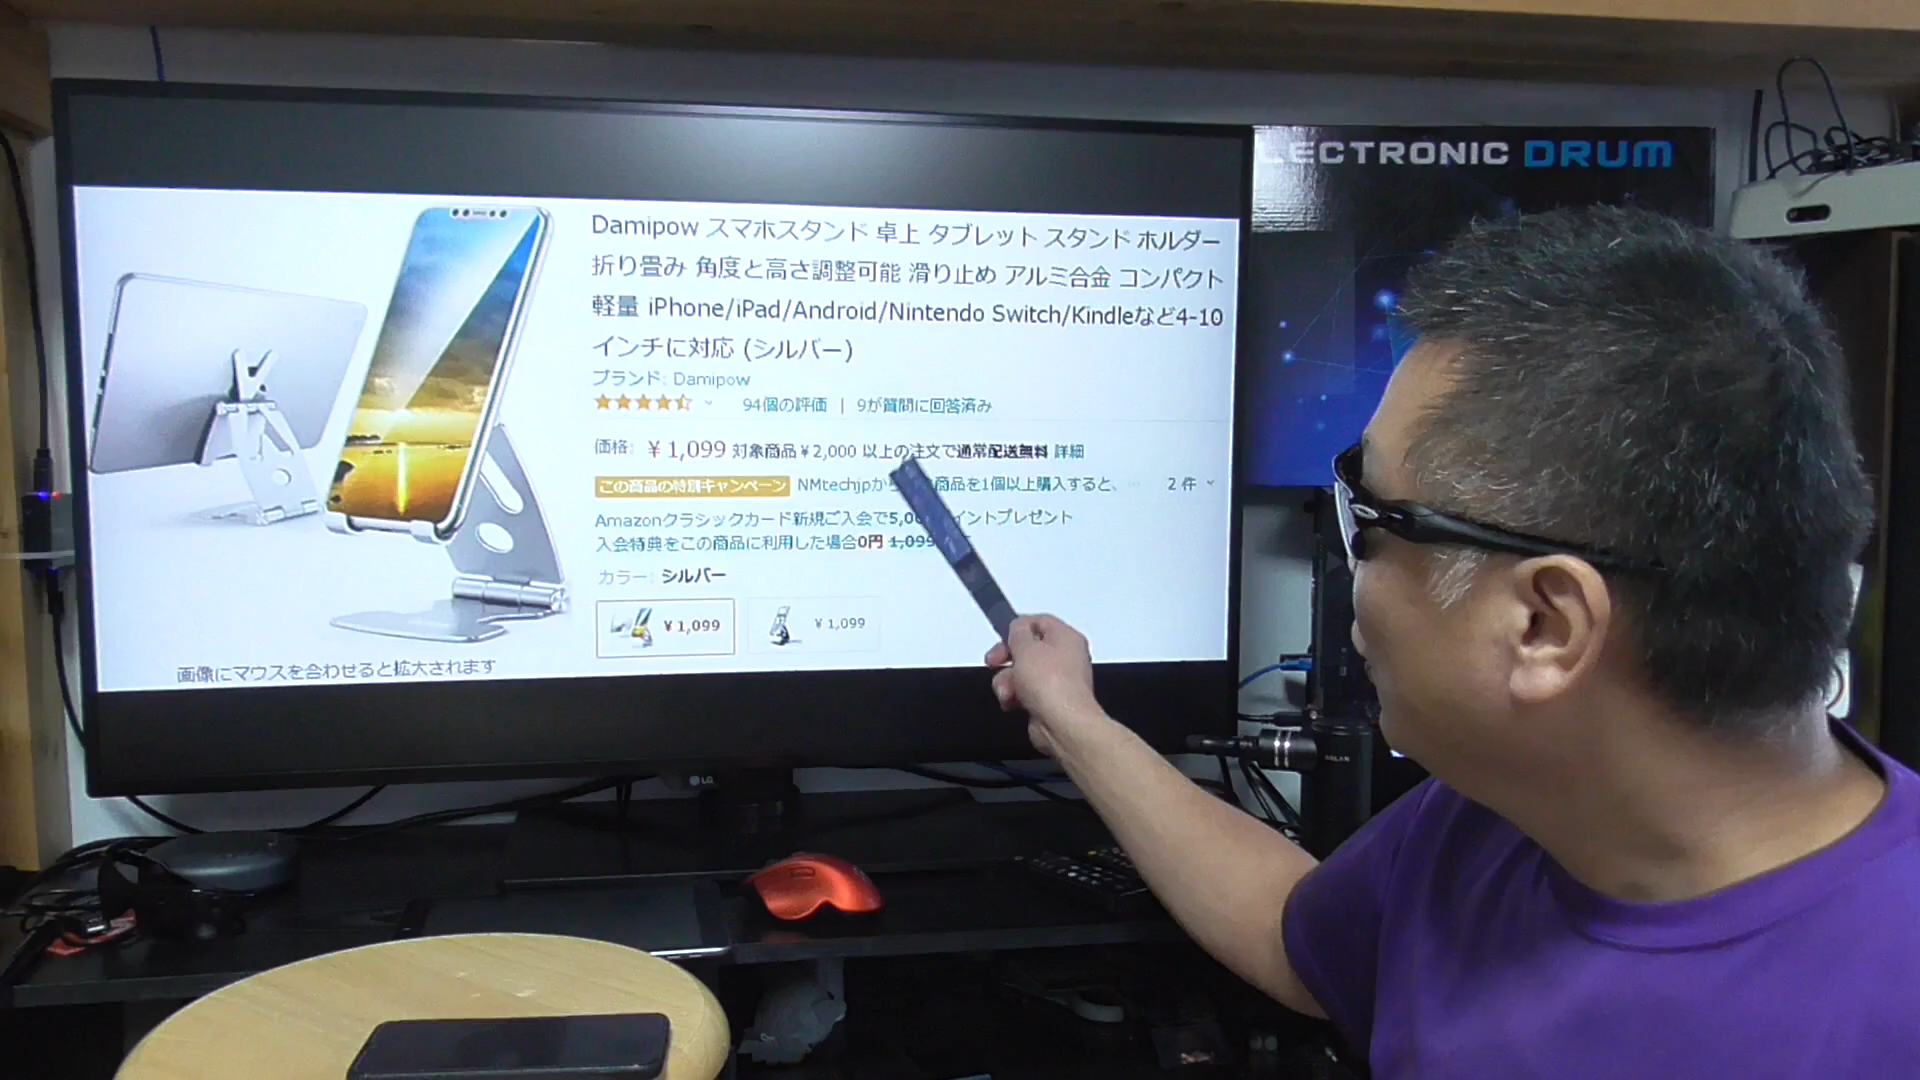 ECTRONIC DRUM
Damipow スマホスタンド 卓上 タブレット スタンド ホルダー
折り畳み 角度と高さ調整可能 滑り止め アルミ合金 コンパクト
軽量 iPhone/iPad/Android/Nintendo Switch/Kindleなど4-10
インチに対応 (シルバー)
ブランド: Damipow
94個の評価 | 9が質問に回答済み
価格: ¥1,099 対象商品¥2,000 以上の注文で通常配送無料 詳細
この商品の特別キャンペーン NMtechjpから 商品を1個以上購入すると、 … 2 件
Amazonクラシックカード新規ご入会で5,00 イントプレゼント
入会特典をこの商品に利用した場合0円 1,099
カラー: シルバー
¥1,099 ¥1,099
画像にマウスを合わせると拡大されます
LG